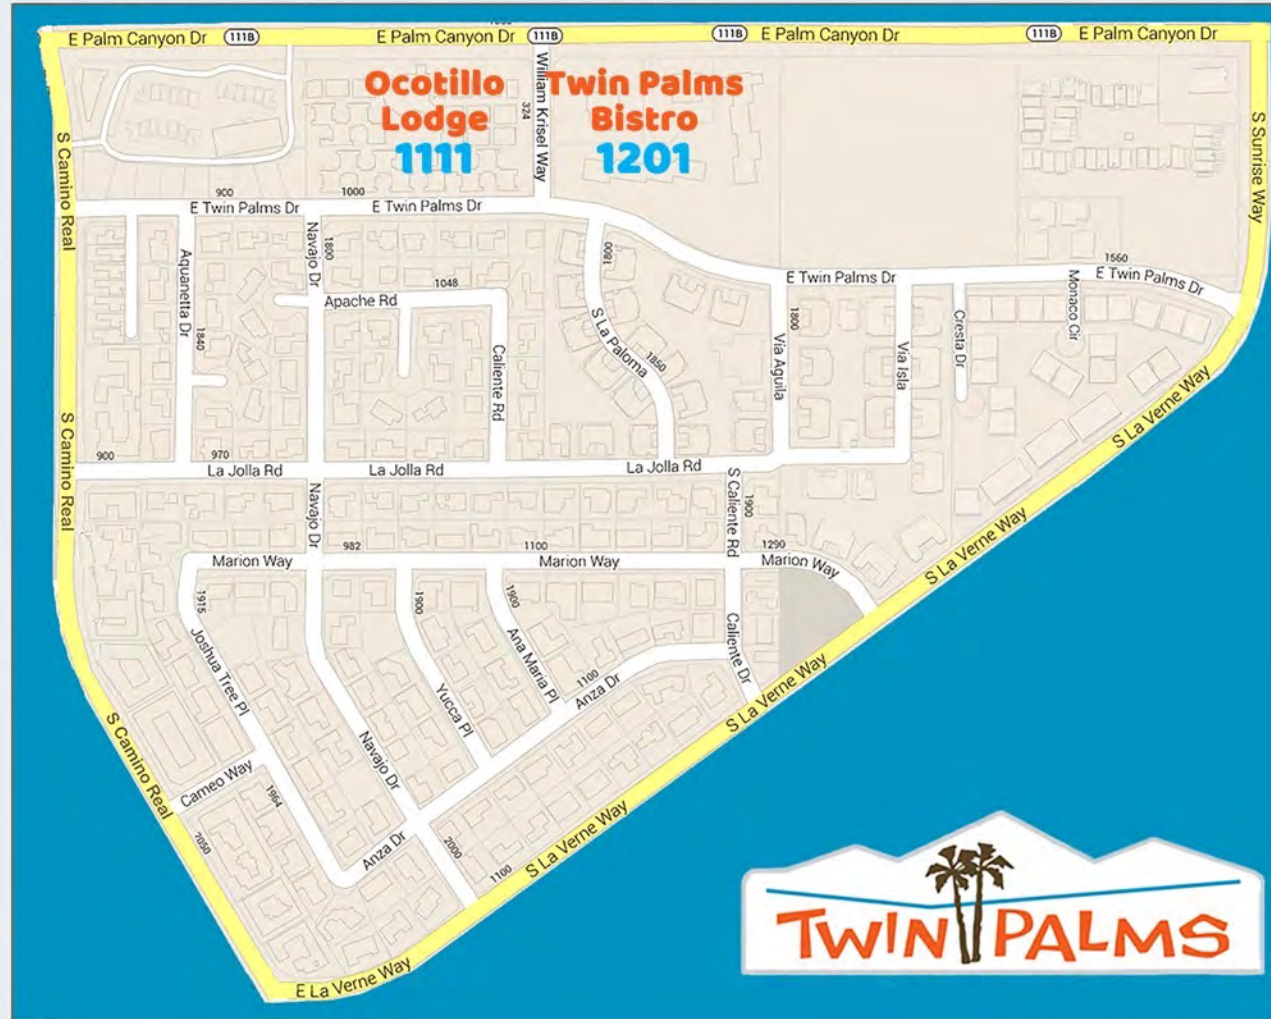 E Palm Canyon Dr 111B E Palm Canyon Dr 111B 111B E Palm Canyon Dr 111B E Palm Canyon Dr
Ocotillo
Lodge
1111
William Krisel Way
324
Twin Palms
Bistro
1201
S Camino Real
S Sunrise Way
900
E Twin Palms Dr
1000
E Twin Palms Dr
Navajo Dr
1800
Aquanetta Dr
1840
Apache Rd
1048
Caliente Rd
1800
S La Paloma
1850
E Twin Palms Dr
1560
E Twin Palms Dr
1800
Via Aguila
Via Isla
Cresta Dr
Monaco Cir
S La Verne Way
S Camino Real
900
970
La Jolla Rd
La Jolla Rd
La Jolla Rd
Navajo Dr
S Caliente Rd
1900
S La Verne Way
982
1100
1290
Marion Way
Marion Way
Marion Way
1915
Joshua Tree Pl
1900
Yucca Pl
1900
Ana Maria Pl
1100
Anza Dr
Caliente Dr
S La Verne Way
S Camino Real
Cameo Way
1964
Navajo Dr
2050
Anza Dr
2000
1100
S La Verne Way
E La Verne Way
TWIN PALMS